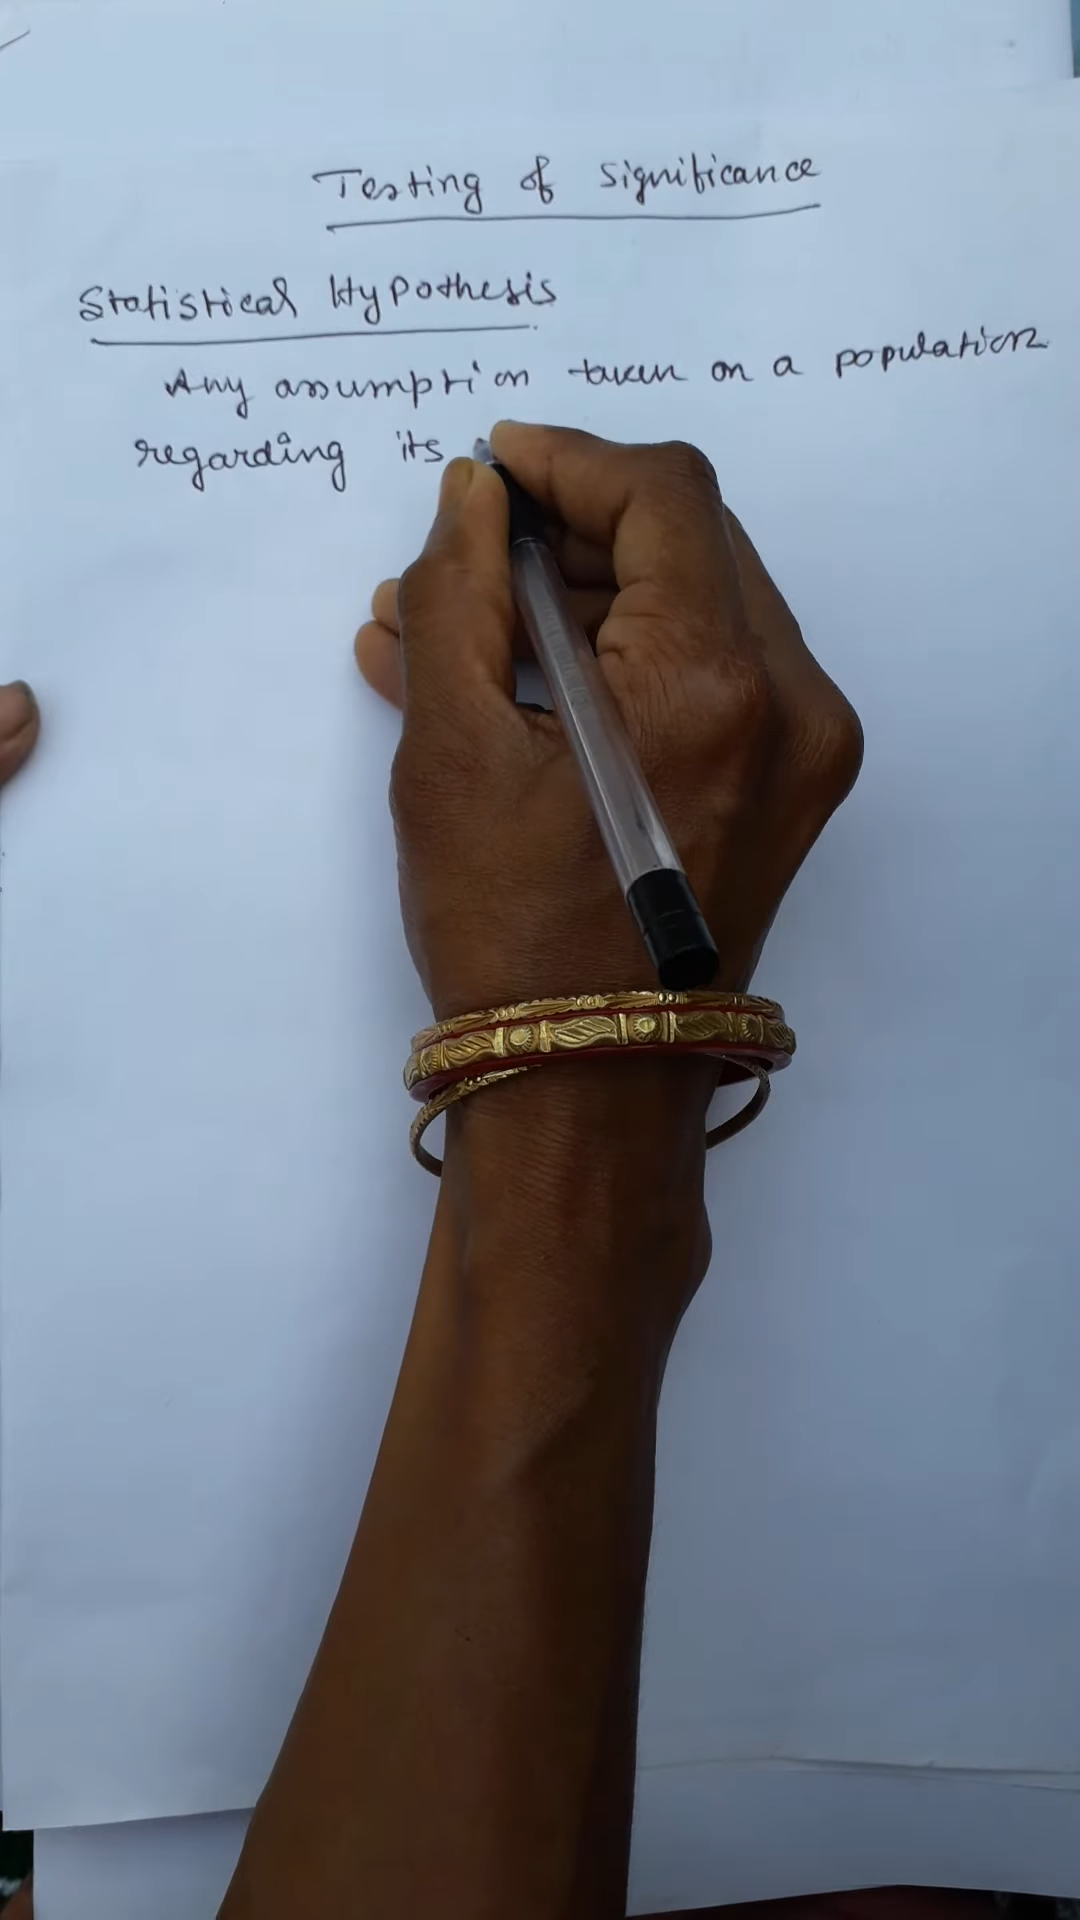 Testing of Significance
Statistical Hypothesis
Any assumption taken on a population
regarding its